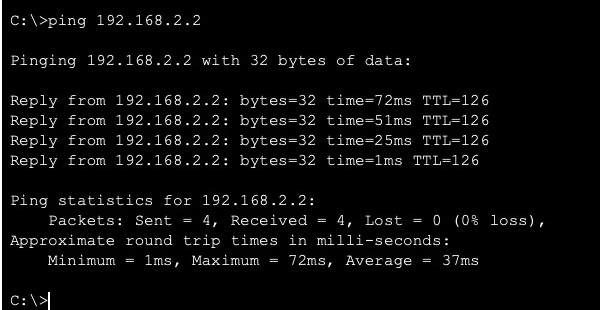 C:\>ping 192.168.2.2
Pinging 192.168.2.2 with 32 bytes of data:
Reply from 192.168.2.2: bytes=32 time=72ms TTL=126
Reply from 192.168.2.2: bytes=32 time=51ms TTL=126
Reply from 192.168.2.2: bytes=32 time=25ms TTL=126
Reply from 192.168.2.2: bytes=32 time=1ms TTL=126
Ping statistics for 192.168.2.2:
    Packets: Sent = 4, Received = 4, Lost = 0 (0% loss),
Approximate round trip times in milli-seconds:
    Minimum = 1ms, Maximum = 72ms, Average = 37ms
C:\>